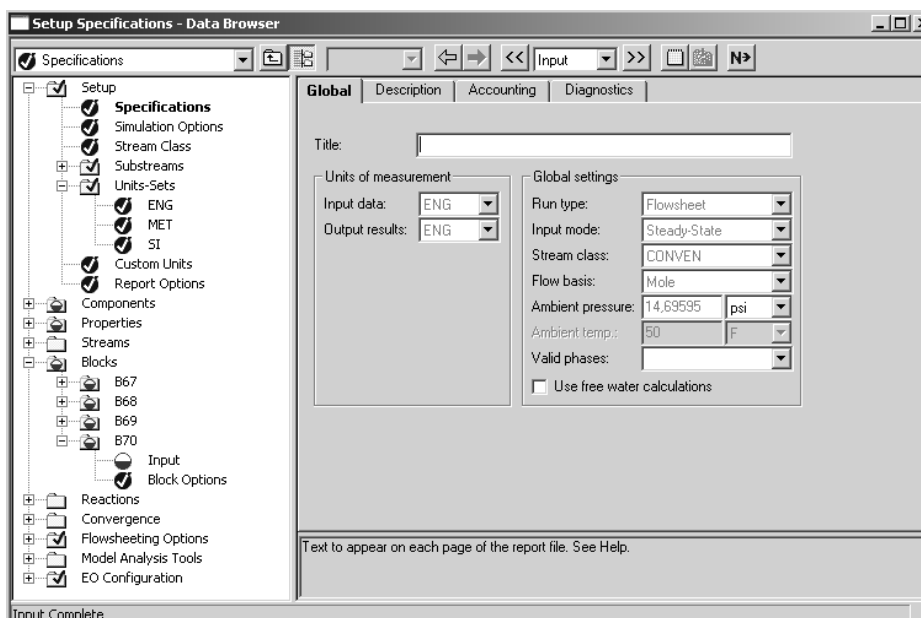 Setup Specifications - Data Browser
Specifications
Input
N
Setup
Specifications
Simulation Options
Stream Class
Substreams
Units-Sets
ENG
MET
SI
Custom Units
Report Options
Components
Properties
Streams
Blocks
B67
B68
B69
B70
Input
Block Options
Reactions
Convergence
Flowsheeting Options
Model Analysis Tools
EO Configuration
Global Description Accounting Diagnostics
Title:
Units of measurement
Input data: ENG
Output results: ENG
Global settings
Run type: Flowsheet
Input mode: Steady-State
Stream class: CONVEN
Flow basis: Mole
Ambient pressure: 14,69595 psi
Ambient temp.: 50 F
Valid phases:
Use free water calculations
Text to appear on each page of the report file. See Help.
Input Complete